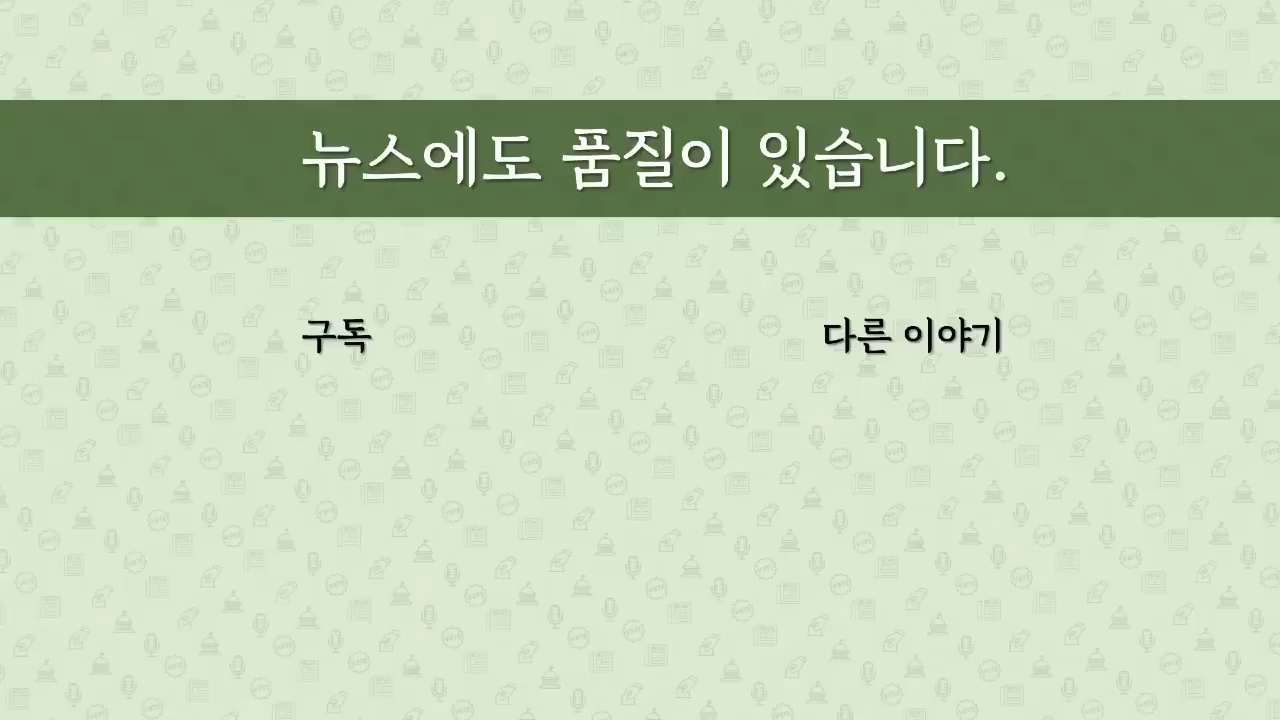 뉴스에도 품질이 있습니다.
구독
다른 이야기